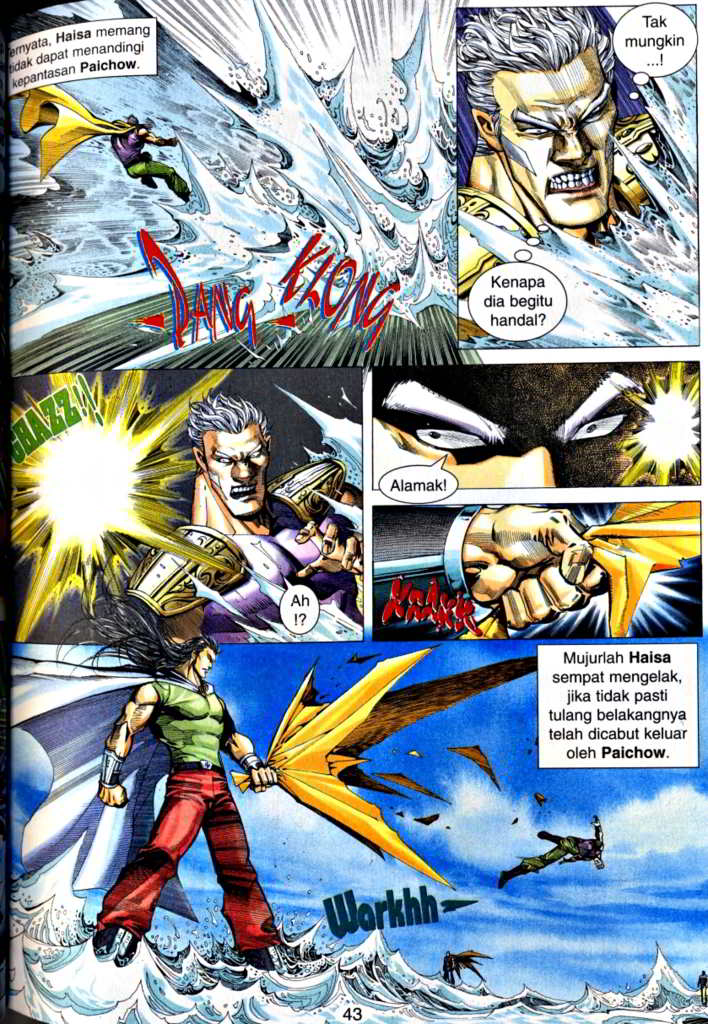 Ternyata, Haisa memang
tidak dapat menandingi
kepantasan Paichow.
Tak
mungkin
...!
Kenapa
dia begitu
handal?
DANG
KLONG
GHAZZ!!
Ah
!?
Alamak!
Mujurlah Haisa
sempat mengelak,
jika tidak pasti
tulang belakangnya
telah dicabut keluar
oleh Paichow.
Warkhh
43